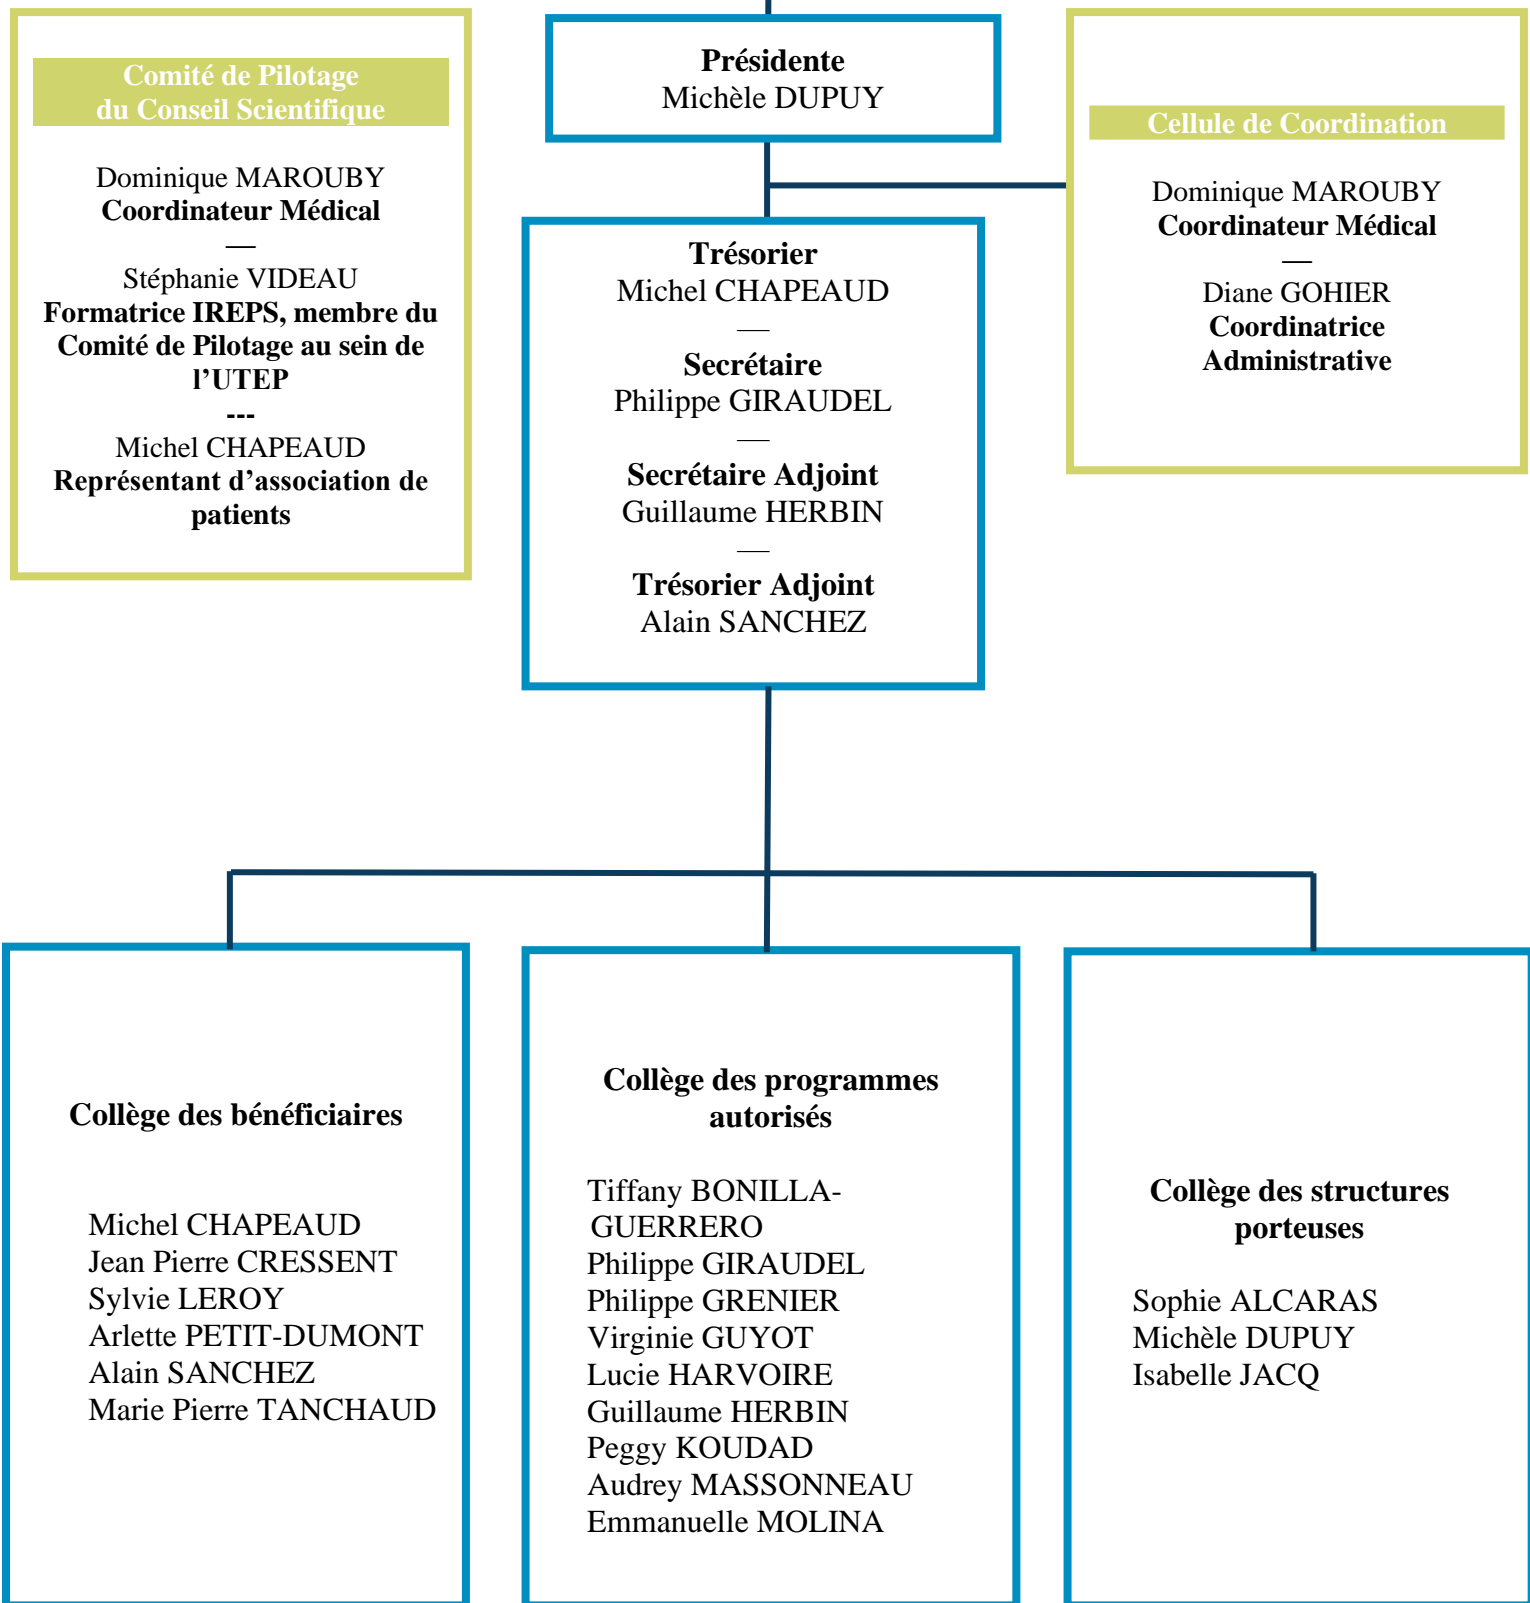 Comité de Pilotage
du Conseil Scientifique
Dominique MAROUBY
Coordinateur Médical
—
Stéphanie VIDEAU
Formatrice IREPS, membre du
Comité de Pilotage au sein de
l’UTEP
---
Michel CHAPEAUD
Représentant d’association de
patients
Présidente
Michèle DUPUY
Cellule de Coordination
Dominique MAROUBY
Coordinateur Médical
—
Diane GOHIER
Coordinatrice
Administrative
Trésorier
Michel CHAPEAUD
—
Secrétaire
Philippe GIRAUDEL
—
Secrétaire Adjoint
Guillaume HERBIN
—
Trésorier Adjoint
Alain SANCHEZ
Collège des bénéficiaires
Michel CHAPEAUD
Jean Pierre CRESSENT
Sylvie LEROY
Arlette PETIT-DUMONT
Alain SANCHEZ
Marie Pierre TANCHAUD
Collège des programmes
autorisés
Tiffany BONILLA-
GUERRERO
Philippe GIRAUDEL
Philippe GRENIER
Virginie GUYOT
Lucie HARVOIRE
Guillaume HERBIN
Peggy KOUDAD
Audrey MASSONNEAU
Emmanuelle MOLINA
Collège des structures
porteuses
Sophie ALCARAS
Michèle DUPUY
Isabelle JACQ